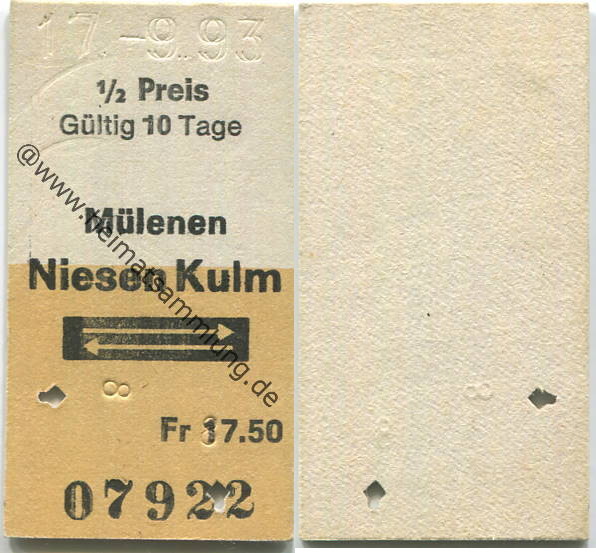 17.-9.93
1/2 Preis
Gültig 10 Tage
@www.heimatsammlung.de
Mülenen
Niesen Kulm
8
Fr 17.50
07922